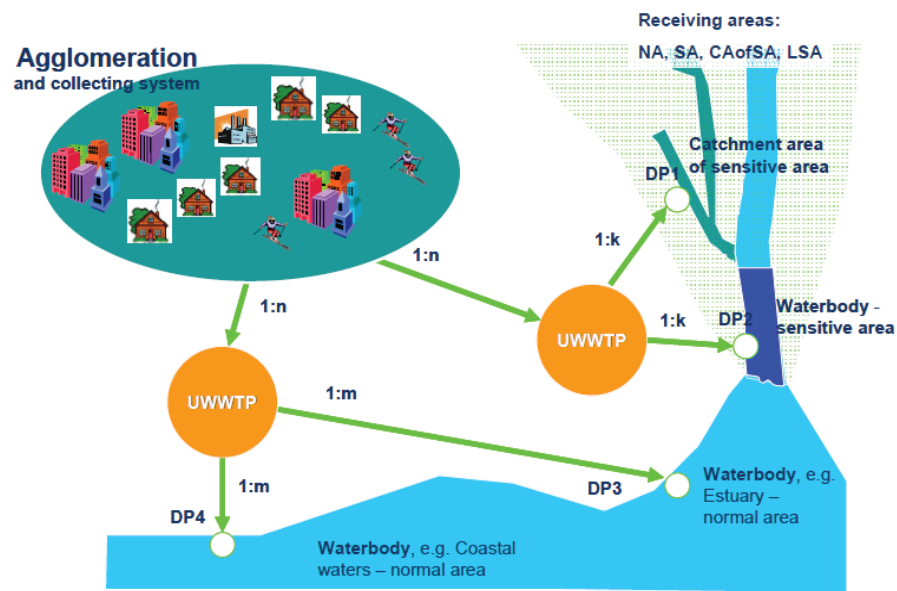 Receiving areas:
NA, SA, CAofSA, LSA
Agglomeration
and collecting system
Catchment area
of sensitive area
DP1
1:n
1:k
1:n
1:k
DP2
Waterbody -
sensitive area
UWWTP
UWWTP
1:m
1:m
DP3
Waterbody, e.g.
Estuary –
normal area
DP4
Waterbody, e.g. Coastal
waters – normal area